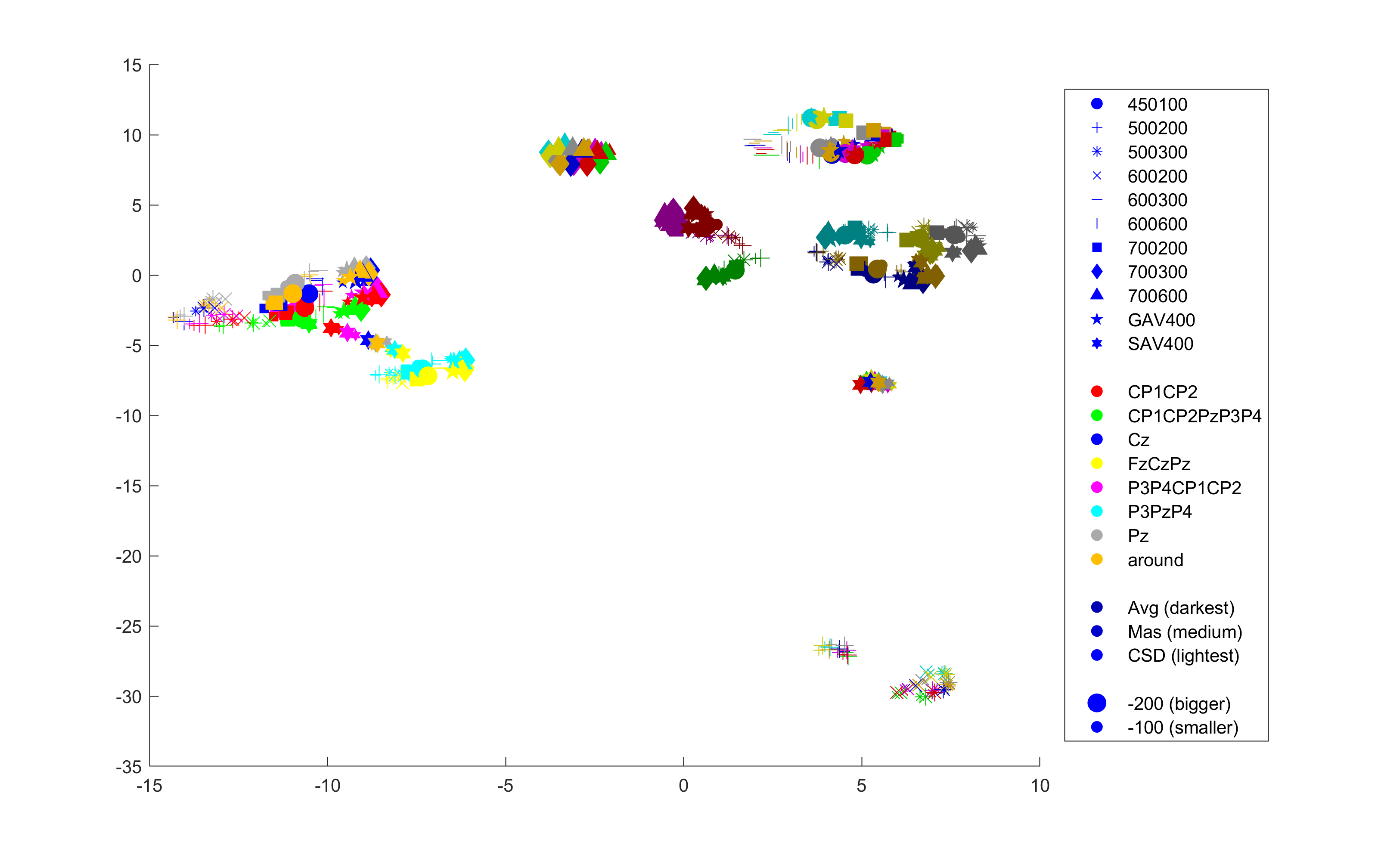 15
10
5
0
-5
-10
-15
-20
-25
-30
-35
-15
-10
-5
0
5
10
450100
500200
500300
600200
600300
600600
700200
700300
700600
GAV400
SAV400
CP1CP2
CP1CP2PzP3P4
Cz
FzCzPz
P3P4CP1CP2
P3PzP4
Pz
around
Avg (darkest)
Mas (medium)
CSD (lightest)
-200 (bigger)
-100 (smaller)